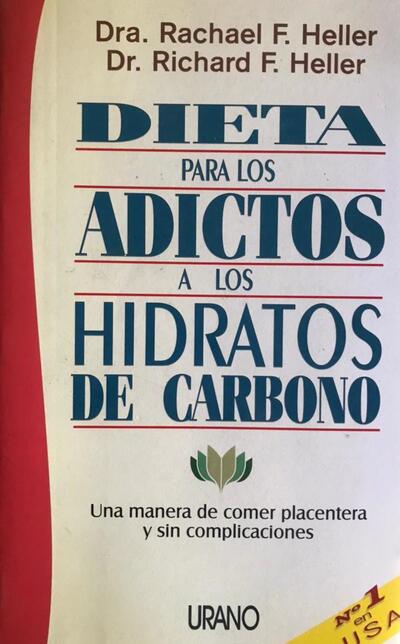 Dra. Rachael F. Heller
Dr. Richard F. Heller
DIETA
PARA LOS
ADICTOS
A LOS
HIDRATOS
DE CARBONO
Una manera de comer placentera
y sin complicaciones
Nº 1
en
USA
URANO